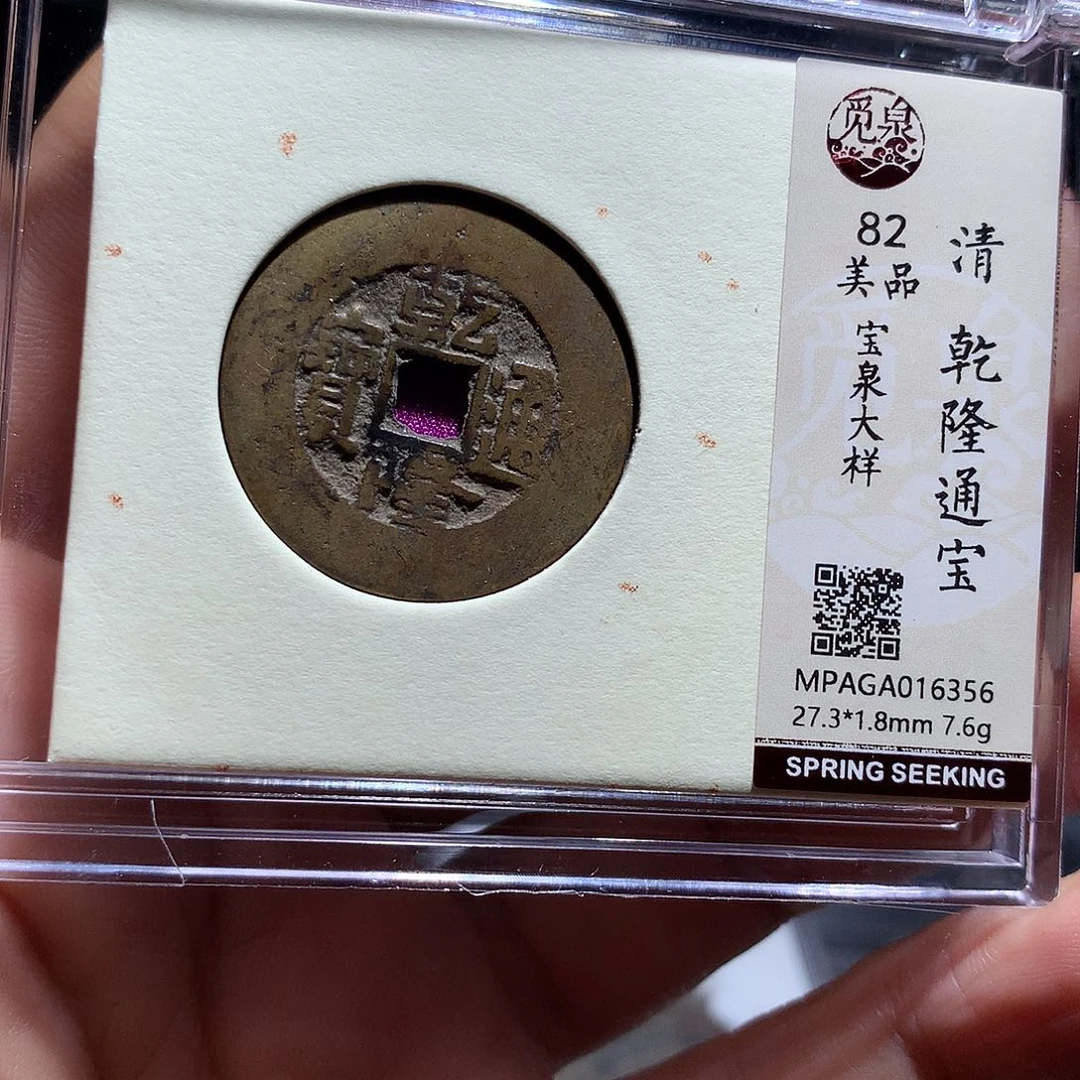 觅泉
清 乾隆通宝
82
美品
宝泉大样
MPAGA016356
27.3*1.8mm 7.6g
SPRING SEEKING
乾隆通寶